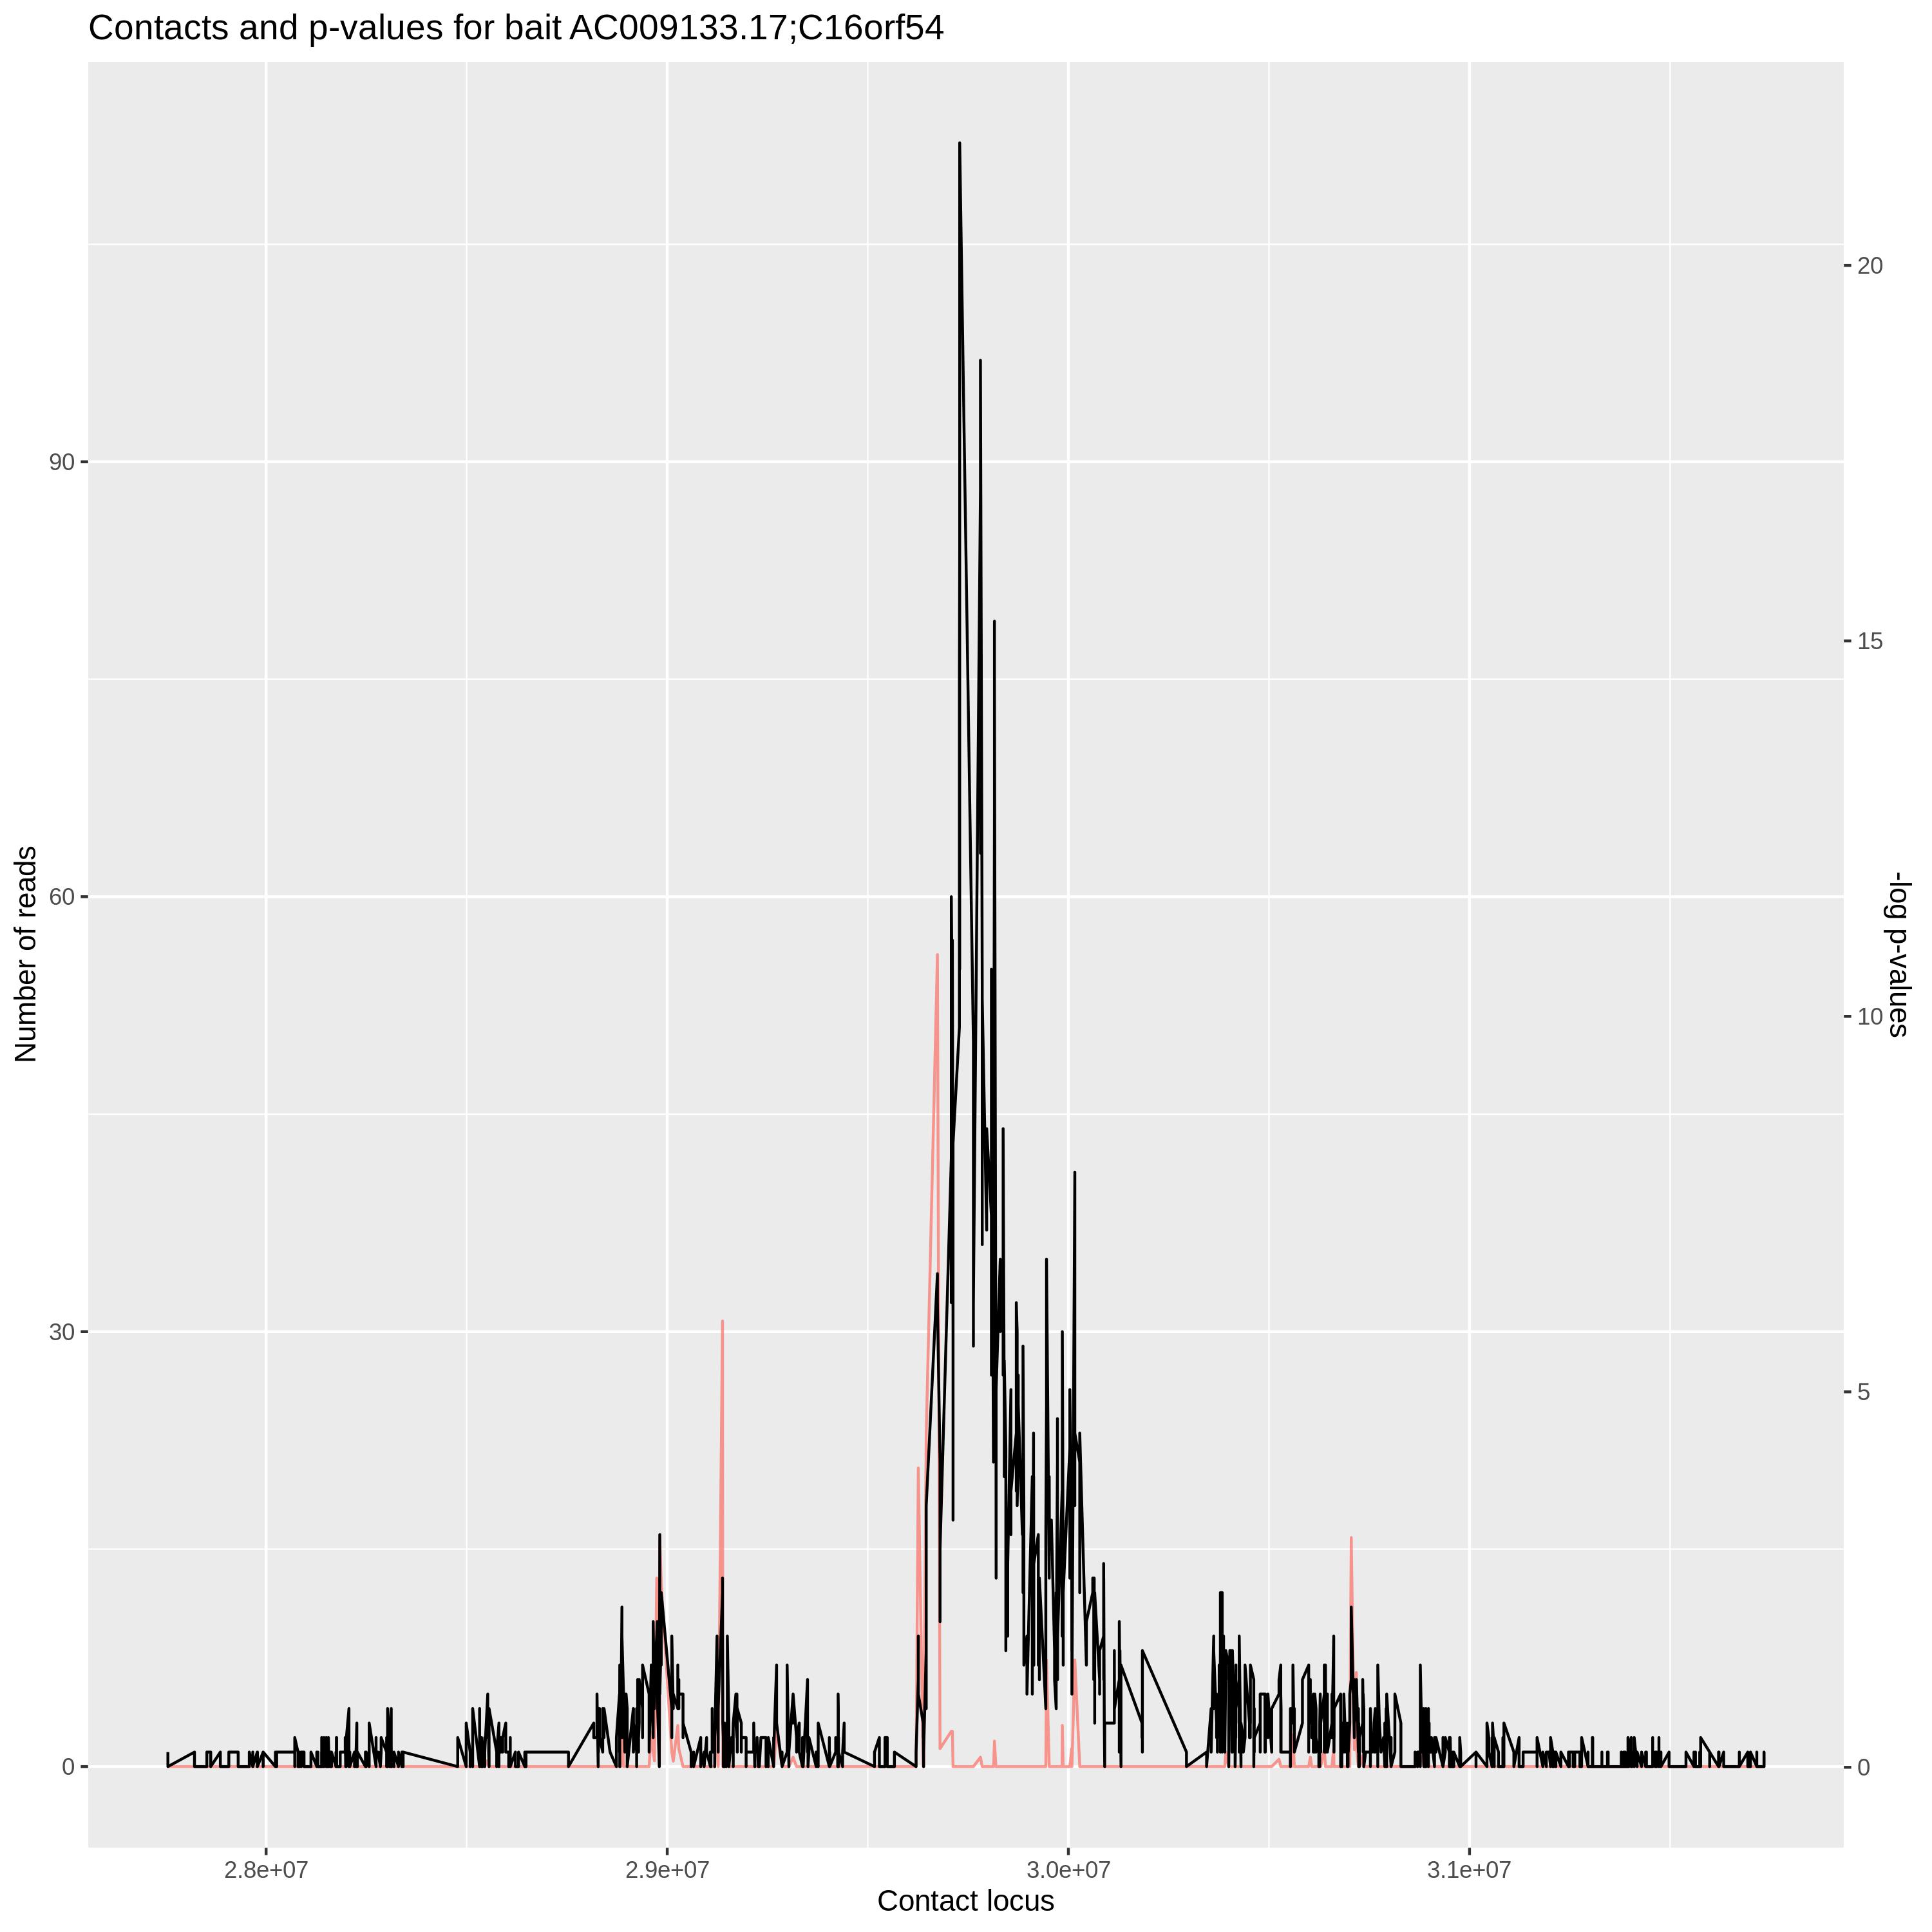 Contacts and p-values for bait AC009133.17;C16orf54
Number of reads
90
60
30
0
20
15
10
5
0
-log p-values
2.8e+07
2.9e+07
3.0e+07
3.1e+07
Contact locus